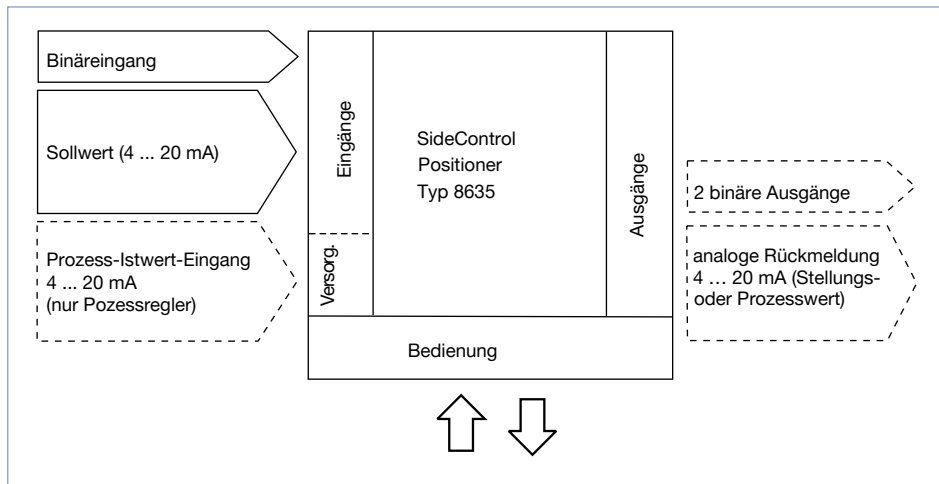 Binäreingang
Sollwert (4 ... 20 mA)
Prozess-Istwert-Eingang
4 ... 20 mA
(nur Pozessregler)
Eingänge
Versorg.
SideControl
Positioner
Typ 8635
Ausgänge
Bedienung
2 binäre Ausgänge
analoge Rückmeldung
4 … 20 mA (Stellungs-
oder Prozesswert)